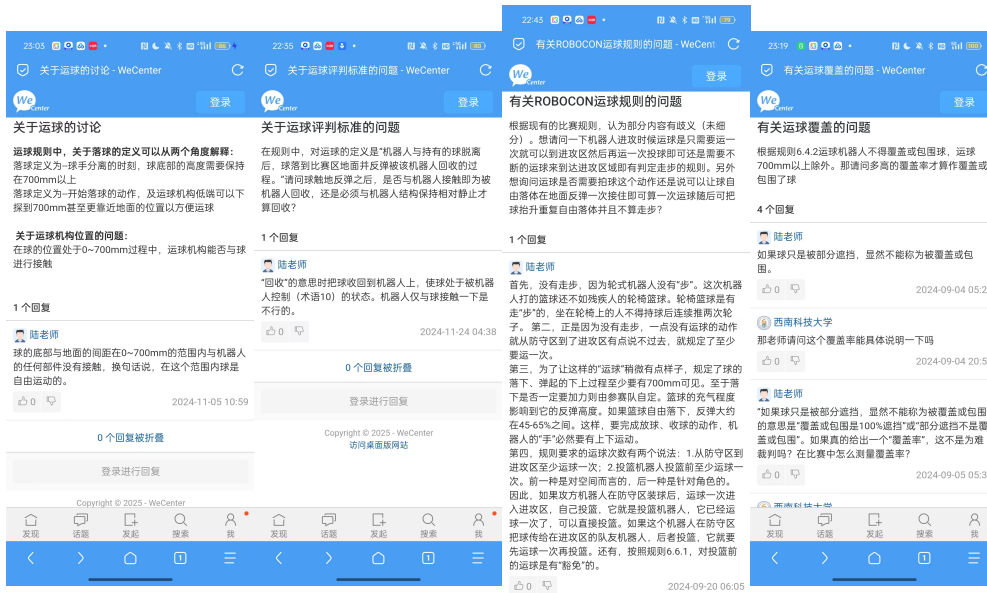 23:03
关于运球的讨论 - WeCenter
We
Center
登录
关于运球的讨论
运球规则中，关于落球的定义可以从两个角度解释：
落球定义为--球手分离的时刻，球底部的高度需要保持
在700mm以上
落球定义为--开始落球的动作，及运球机构低端可以下
探到700mm甚至更靠近地面的位置以方便运球
关于运球机构位置的问题：
在球的位置处于0~700mm过程中，运球机构能否与球
进行接触
1 个回复
陆老师
球的底部与地面的间距在0~700mm的范围内与机器人
的任何部件没有接触，换句话说，在这个范围内球是
自由运动的。
0
2024-11-05 10:59
0 个回复被折叠
登录进行回复
Copyright © 2025 - WeCenter
发现
话题
发起
搜索
我
1
22:35
关于运球评判标准的问题 - WeCenter
We
Center
登录
关于运球评判标准的问题
在规则中，对运球的定义是“机器人与持有的球脱离
后，球落到比赛区地面并反弹被该机器人回收的过
程。”请问球触地反弹之后，是否与机器人接触即为被
机器人回收，还是必须与机器人结构保持相对静止才
算回收？
1 个回复
陆老师
“回收”的意思时把球收回到机器人上，使球处于被机器
人控制（术语10）的状态。机器人仅与球接触一下是
不行的。
0
2024-11-24 04:38
0 个回复被折叠
登录进行回复
Copyright © 2025 - WeCenter
访问桌面版网站
发现
话题
发起
搜索
我
1
22:43
有关ROBOCON运球规则的问题 - WeCent
We
Center
登录
有关ROBOCON运球规则的问题
根据现有的比赛规则，认为部分内容有歧义（未细
分）。想请问一下机器人进攻时候运球是只需要运一
次就可以到进攻区然后再运一次投球即可还是需要不
断的运球来到达进攻区域即有判定走步的规则。另外
想询问运球是否需要拍球这个动作还是说可以让球自
由落体在地面反弹一次接住即可算一次运球随后可把
球抬升重复自由落体并且不算走步？
1 个回复
陆老师
首先，没有走步，因为轮式机器人没有“步”。这次机器
人打的篮球还不如残疾人的轮椅篮球。轮椅篮球是有
走“步”的，坐在轮椅上的人不得持球后连续推两次轮
子。 第二，正是因为没有走步，一点没有运球的动作
就从防守区到了进攻区有点说不过去，就规定了至少
要运一次。
第三，为了让这样的“运球”稍微有点样子，规定了球的
落下、弹起的下上过程至少要有700mm可见。至于落
下是否一定要加力则由参赛队自定。篮球的充气程度
影响到它的反弹高度。如果篮球自由落下，反弹大约
在45-65%之间。这样，要完成放球、收球的动作，机
器人的“手”必然要有上下运动。
第四，规则要求的运球次数有两个说法：1.从防守区到
进攻区至少运球一次；2.投篮机器人投篮前至少运球一
次。前一种是对空间而言的，后一种是针对角色的。
因此，如果攻方机器人在防守区装球后，运球一次进
入进攻区，自己投篮，它就是投篮机器人，它已经运
球一次了，可以直接投篮。如果这个机器人在防守区
把球传给在进攻区的队友机器人，后者投篮，它就要
先运球一次再投篮。还有，按照规则6.6.1，对投篮前
的运球是有“豁免”的。
0
2024-09-20 06:05
23:19
有关运球覆盖的问题 - WeCenter
We
Center
登录
有关运球覆盖的问题
根据规则6.4.2运球机器人不得覆盖或包围球，运球
700mm以上除外。那请问多高的覆盖率才算作覆盖或
包围了球
4 个回复
陆老师
如果球只是被部分遮挡，显然不能称为被覆盖或包
围。
0
2024-09-04 05:2
西南科技大学
那老师请问这个覆盖率能具体说明一下吗
0
2024-09-04 20:5
陆老师
“如果球只是被部分遮挡，显然不能称为被覆盖或包围
的意思是“覆盖或包围是100%遮挡”或“部分遮挡不是覆
盖或包围”。如果真的给出一个“覆盖率”，这不是为难
裁判吗？在比赛中怎么测量覆盖率？
0
2024-09-05 05:3
西南科技大学
发现
话题
发起
搜索
我
1